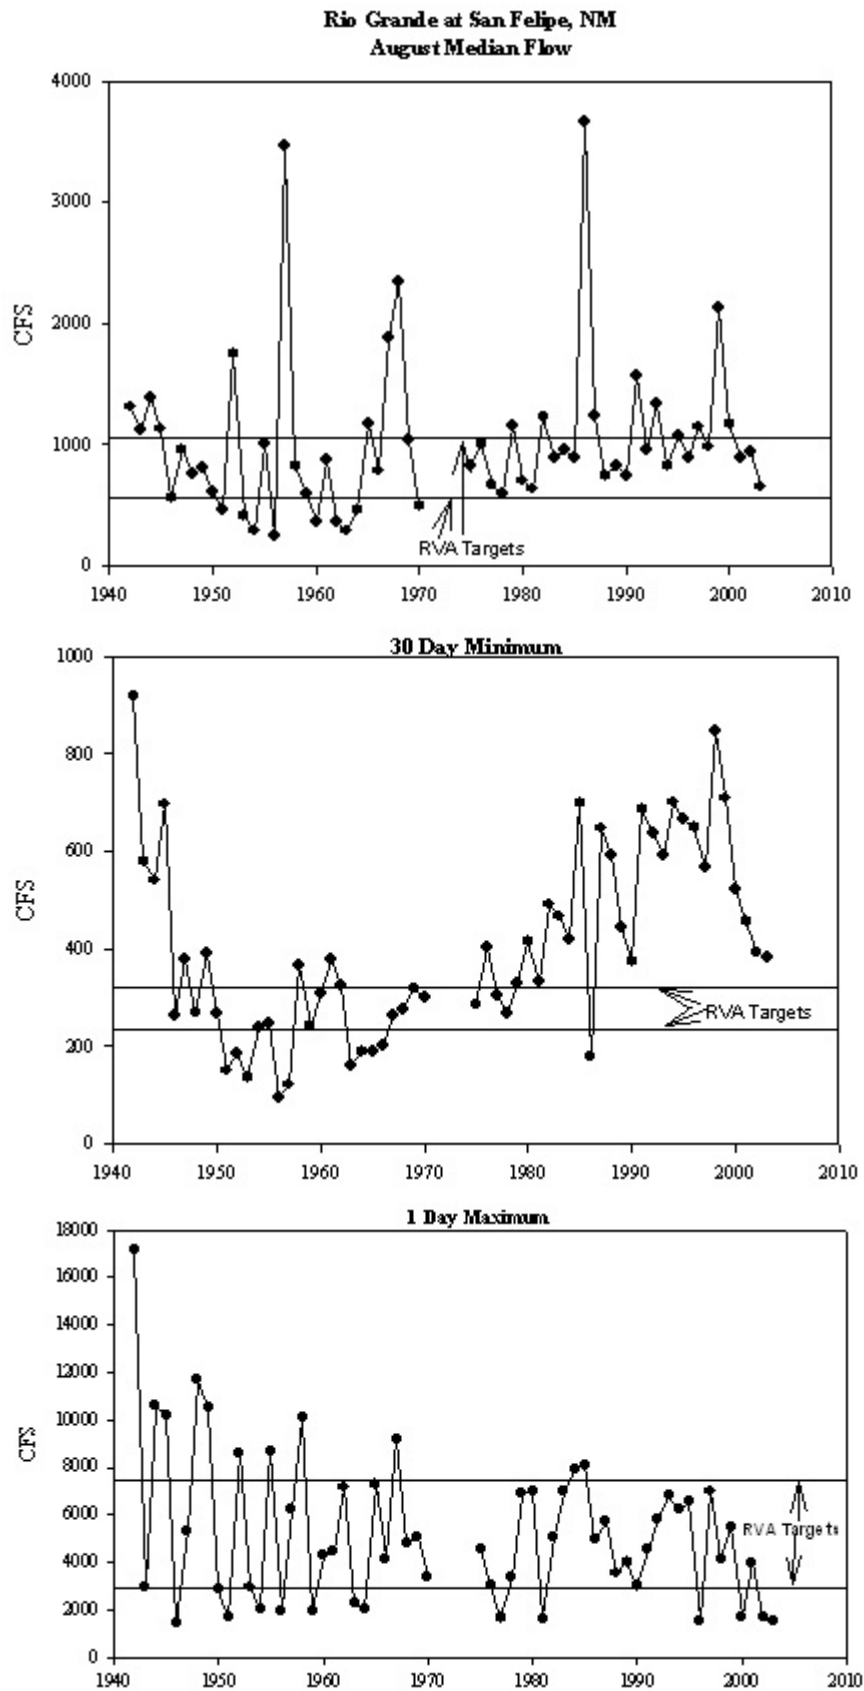 Rio Grande at San Felipe, NM
August Median Flow
4000
3000
2000
1000
0
CFS
RVA Targets
1940 1950 1960 1970 1980 1990 2000 2010
30 Day Minimum
1000
800
600
400
200
0
CFS
RVA Targets
1940 1950 1960 1970 1980 1990 2000 2010
1 Day Maximum
18000
16000
14000
12000
10000
8000
6000
4000
2000
0
CFS
RVA Targets
1940 1950 1960 1970 1980 1990 2000 2010